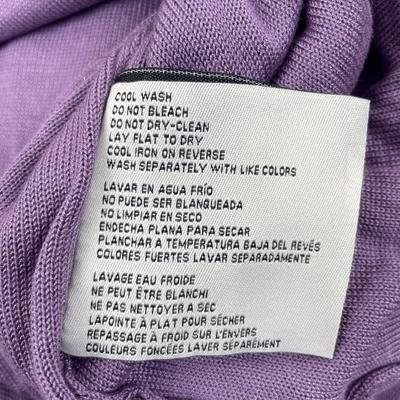 COOL WASH
DO NOT BLEACH
DO NOT DRY-CLEAN
LAY FLAT TO DRY
COOL IRON ON REVERSE
WASH SEPARATELY WITH LIKE COLORS
LAVAR EN AGUA FRÍO
NO PUEDE SER BLANQUEADA
NO LIMPIAR EN SECO
ENDECHA PLANA PARA SECAR
PLANCHAR A TEMPERATURA BAJA DEL REVÉS
COLORES FUERTES LAVAR SEPARADAMENTE
LAVAGE EAU FROIDE
NE PEUT ÊTRE BLANCHI
NE PAS NETTOYER A SÉC
LAPOINTE À PLAT POUR SÉCHER
REPASSAGE À FROID SUR L'ENVERS
COULEURS FONCÉES LAVER SÉPARÉMENT